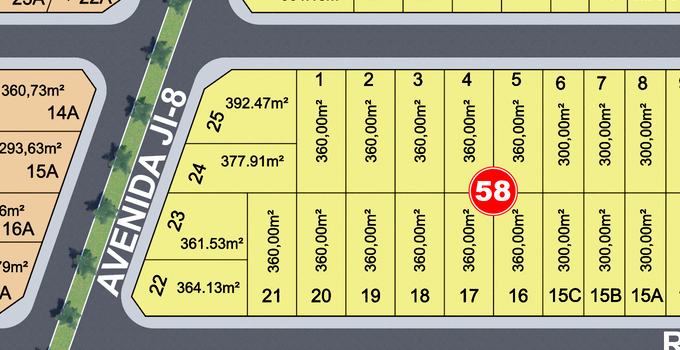 22A
360,73m²
14A
293,63m²
15A
16A
AVENIDA JI-8
25
392.47m²
24
377.91m²
23
361.53m²
22
364.13m²
1
360,00m²
2
360,00m²
3
360,00m²
4
360,00m²
5
360,00m²
6
300,00m²
7
300,00m²
8
300,00m²
58
360,00m²
21
360,00m²
20
360,00m²
19
360,00m²
18
360,00m²
17
360,00m²
16
300,00m²
15C
300,00m²
15B
300,00m²
15A